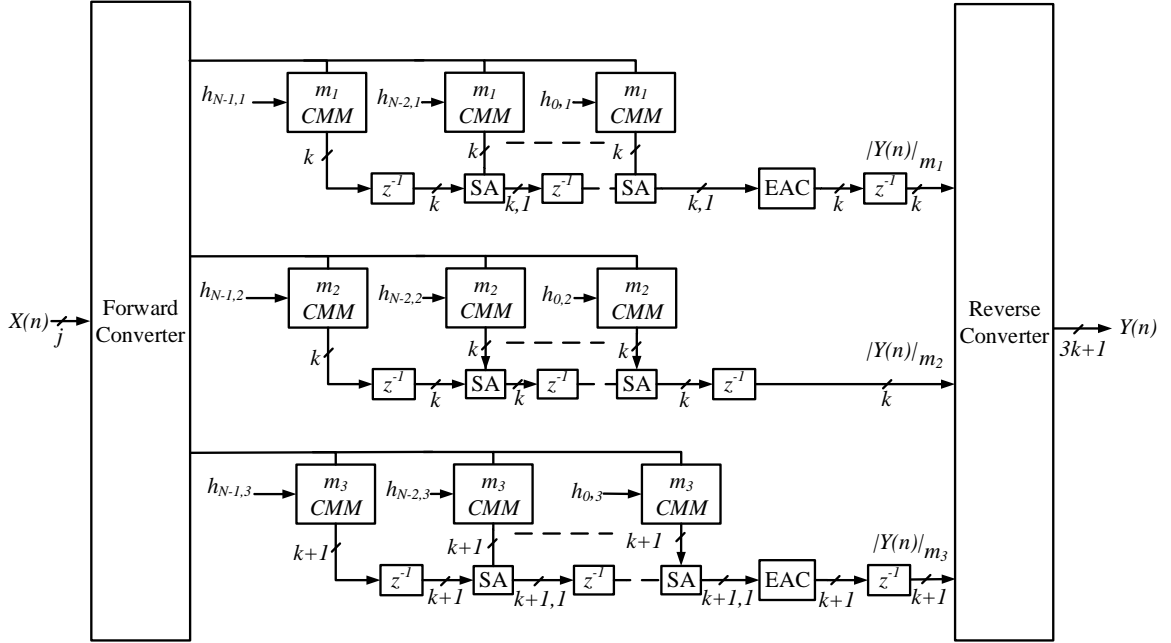 X(n)
j
Forward
Converter
h_{N-1,1}
m_1
CMM
h_{N-2,1}
m_1
CMM
h_{0,1}
m_1
CMM
k
k
k
z^{-1}
k
SA
k,1
z^{-1}
SA
k,1
EAC
k
z^{-1}
k
|Y(n)|_{m_1}
h_{N-1,2}
m_2
CMM
h_{N-2,2}
m_2
CMM
h_{0,2}
m_2
CMM
k
k
k
z^{-1}
k
SA
k
z^{-1}
SA
k
z^{-1}
k
|Y(n)|_{m_2}
h_{N-1,3}
m_3
CMM
h_{N-2,3}
m_3
CMM
h_{0,3}
m_3
CMM
k+1
k+1
k+1
z^{-1}
k+1
SA
k+1,1
z^{-1}
SA
k+1,1
EAC
k+1
z^{-1}
k+1
|Y(n)|_{m_3}
Reverse
Converter
3k+1
Y(n)